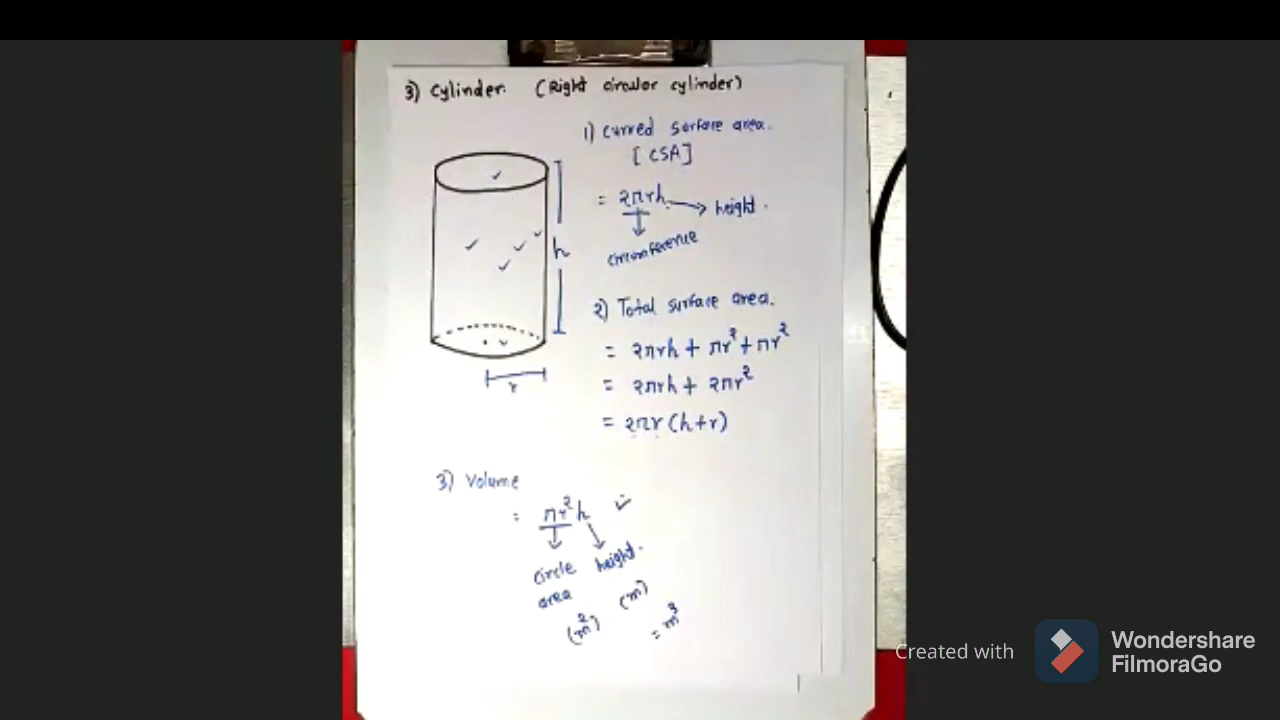 3) Cylinder. (Right circular cylinder)
1) Curved surface area.
[CSA]
= 2πrh → height.
circumference
h
2) Total surface area.
= 2πrh + πr² + πr²
= 2πrh + 2πr²
= 2πr (h+r)
r
3) Volume
= πr²h
circle height.
area
(m²) (m)
= m³
Created with
Wondershare
FilmoraGo